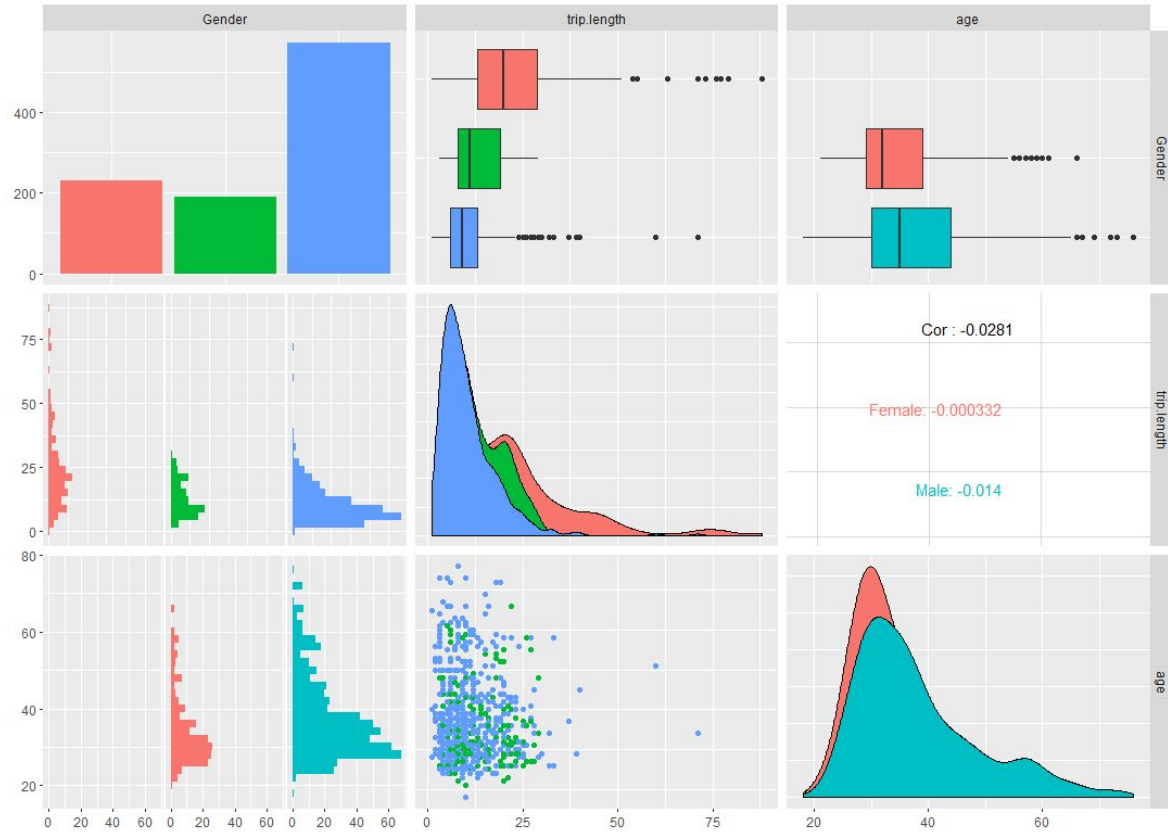 Gender trip.length age
400
200
0
Gender
75
50
25
0
Cor : -0.0281
Female: -0.000332
Male: -0.014
trip.length
80
60
40
20
age
0 20 40 60 0 20 40 60 0 20 40 60 0 25 50 75 20 40 60